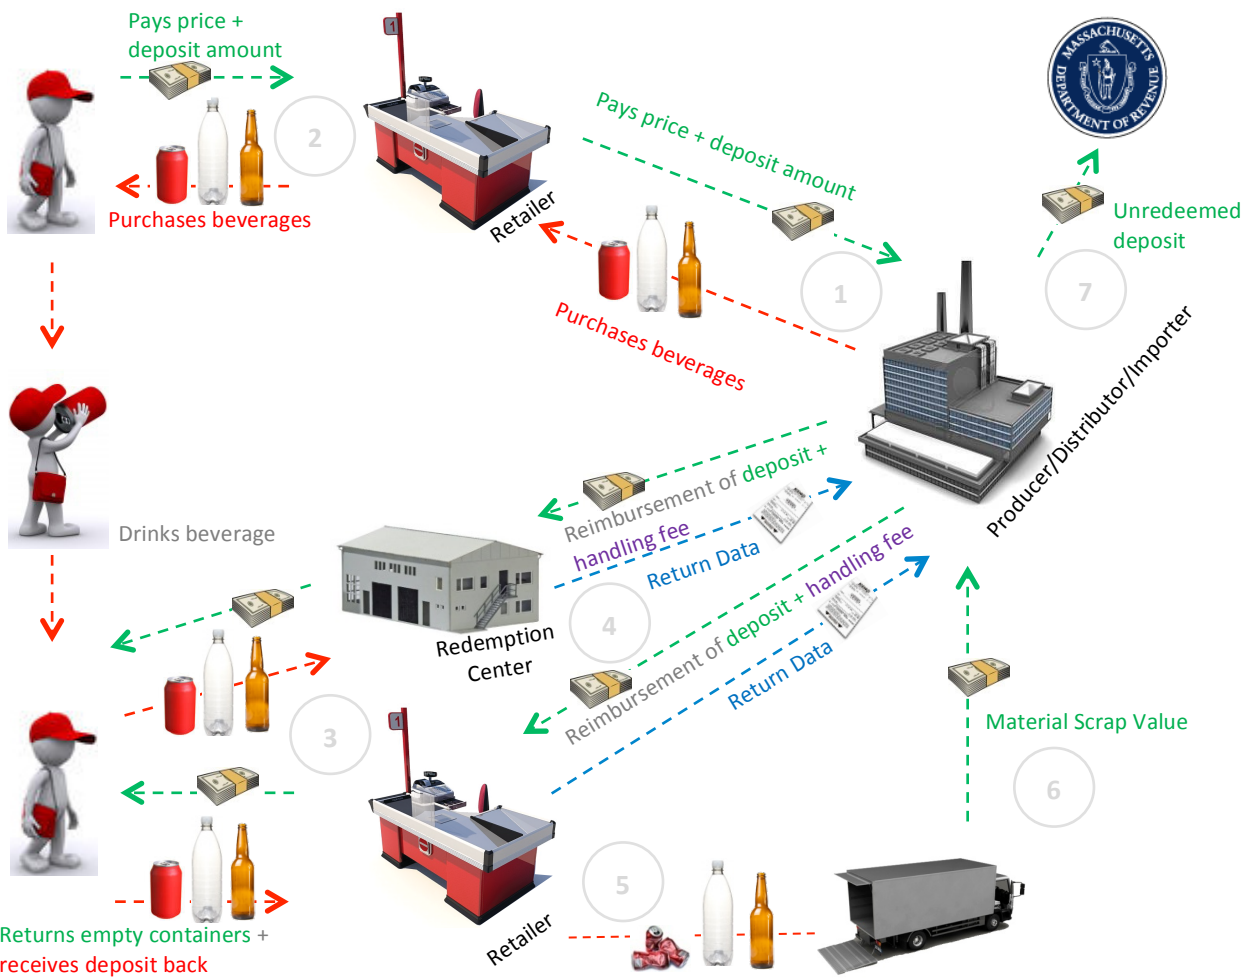 Pays price +
deposit amount
1
2
Purchases beverages
Retailer
Pays price + deposit amount
MASSACHUSETTS
DEPARTMENT OF REVENUE
Unredeemed
deposit
7
1
Purchases beverages
Producer/Distributor/Importer
Drinks beverage
Reimbursement of deposit +
handling fee
Return Data
Redemption
Center
4
Reimbursement of deposit + handling fee
Return Data
3
1
Material Scrap Value
6
5
Retailer
Returns empty containers +
receives deposit back